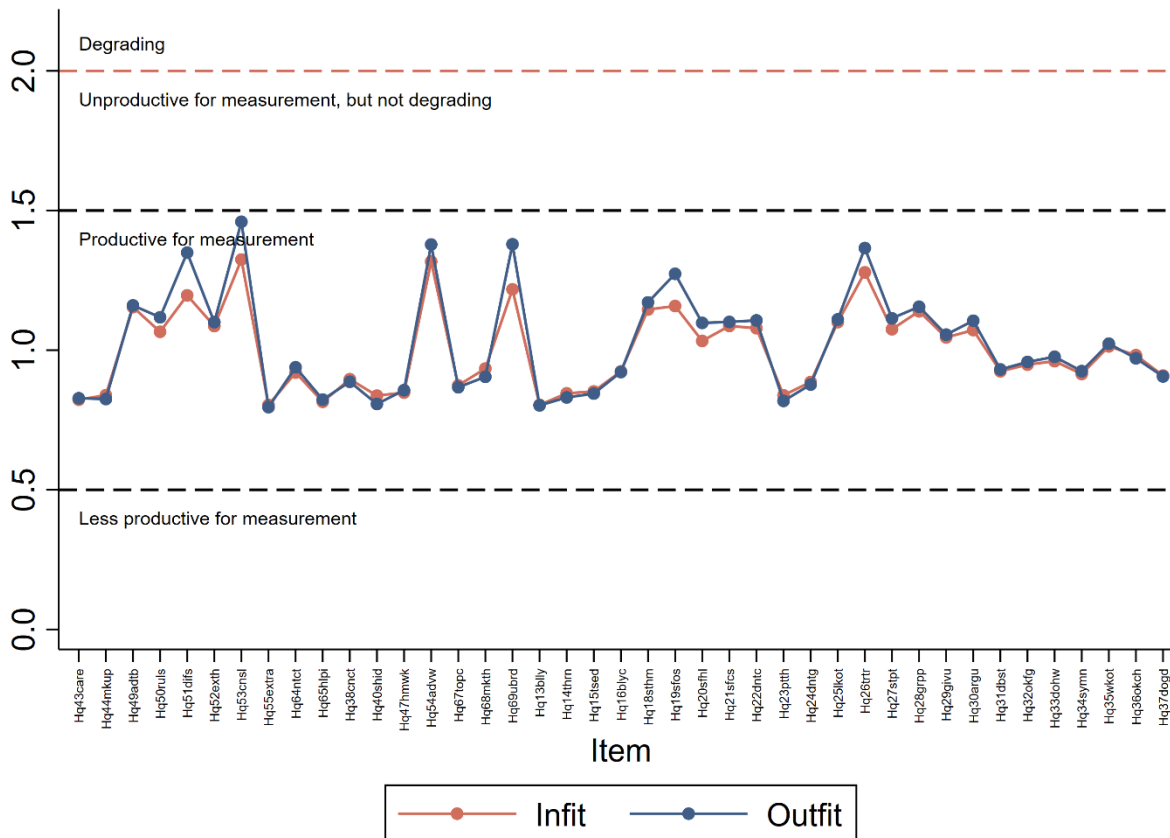 Degrading
2.0
Unproductive for measurement, but not degrading
1.5
Productive for measurement
1.0
0.5
Less productive for measurement
0.0
Hq43care
Hq44mkup
Hq49adtb
Hq50ruls
Hq51difs
Hq52exth
Hq53cnsl
Hq55extra
Hq64ntct
Hq65hlpi
Hq38onct
Hq40shid
Hq47hmwk
Hq54advw
Hq67topc
Hq68mkth
Hq69ubrd
Hq13blly
Hq14thrn
Hq15tsed
Hq16blyc
Hq18sthm
Hq19sfos
Hq20sfhl
Hq21sfcs
Hq22dntc
Hq23ptth
Hq24dntg
Hq25lkot
Hq26trtr
Hq27stpt
Hq28grpp
Hq29givu
Hq30argu
Hq31dbst
Hq32okfg
Hq33dohw
Hq34symn
Hq35wkot
Hq36okch
Hq37dogd
Item
Infit Outfit